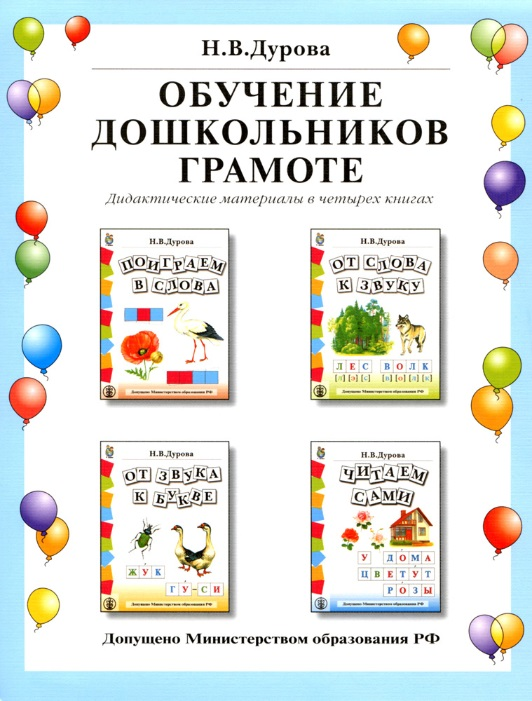 Н.В.Дурова
ОБУЧЕНИЕ
ДОШКОЛЬНИКОВ
ГРАМОТЕ
Дидактические материалы в четырех книгах
Н.В.Дурова
ПОИГРАЕМ
В СЛОВА
Допущено Министерством образования РФ
Н.В.Дурова
ОТ СЛОВА
К ЗВУКУ
ЛЕС ВОЛК
[л'][э][с] [в][о][л][к]
Допущено Министерством образования РФ
Н.В.Дурова
ОТ ЗВУКА
К БУКВЕ
ЖУК
ГУ-СИ
Допущено Министерством образования РФ
Н.В.Дурова
ЧИТАЕМ
САМИ
У ДОМА
ЦВЕТУТ
РОЗЫ
Допущено Министерством образования РФ
Допущено Министерством образования РФ